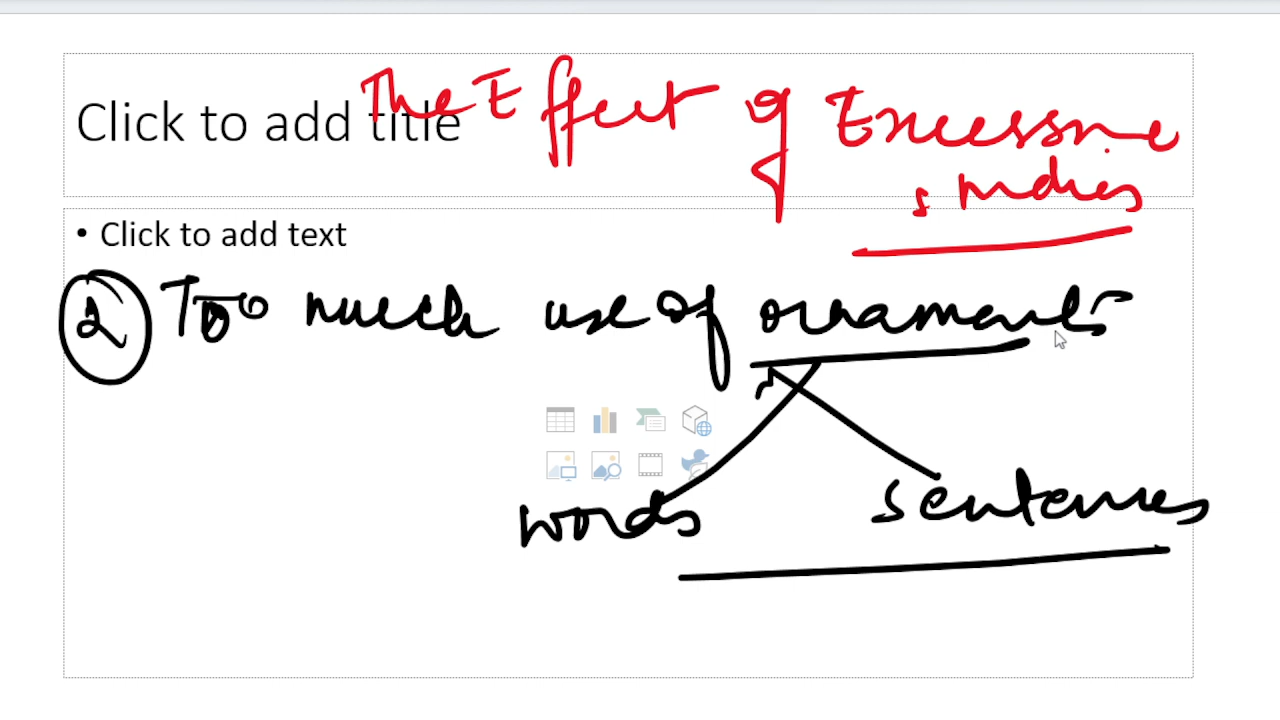 Click to add title
The Effect of Excessive
studies
Click to add text
2 Too much use of ornaments
words sentences